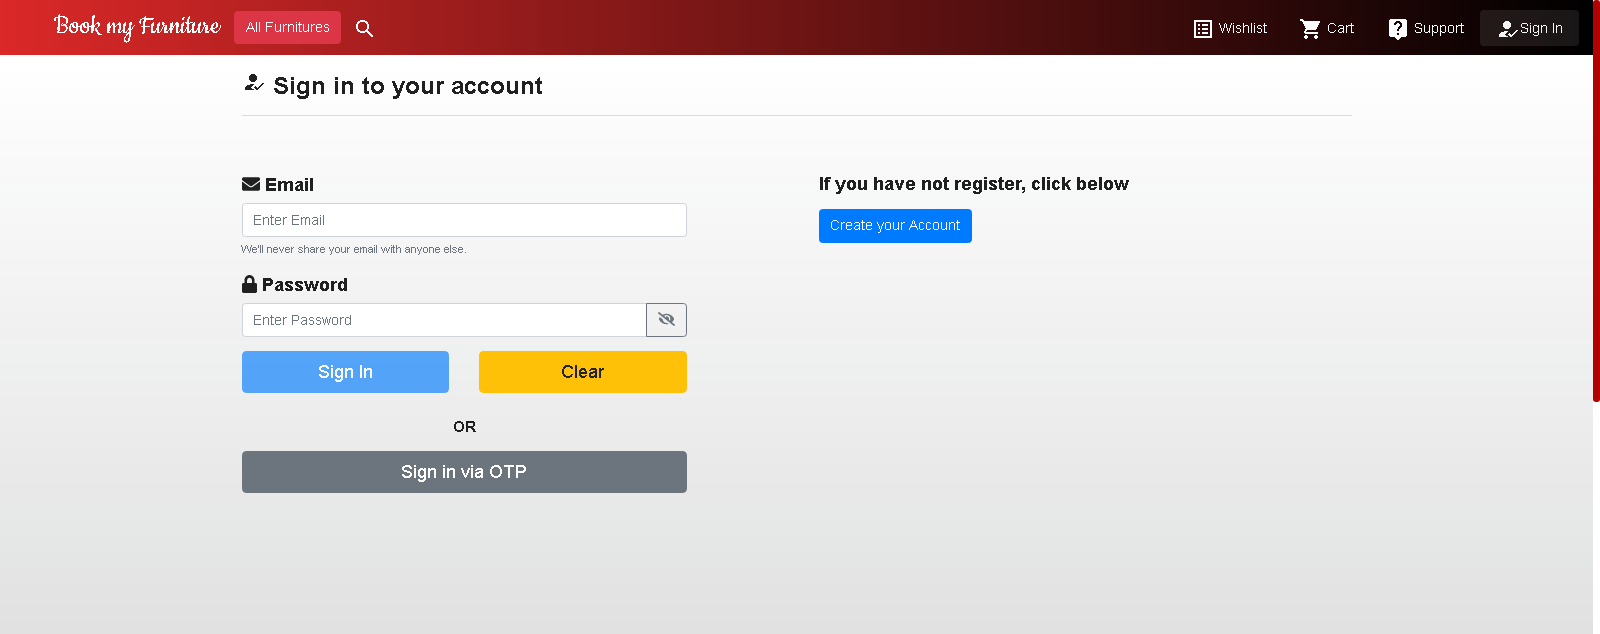 Book my Furniture All Furnitures Wishlist Cart Support Sign In
Sign in to your account
Email
Enter Email
We'll never share your email with anyone else.
Password
Enter Password
Sign In Clear
OR
Sign in via OTP
If you have not register, click below
Create your Account